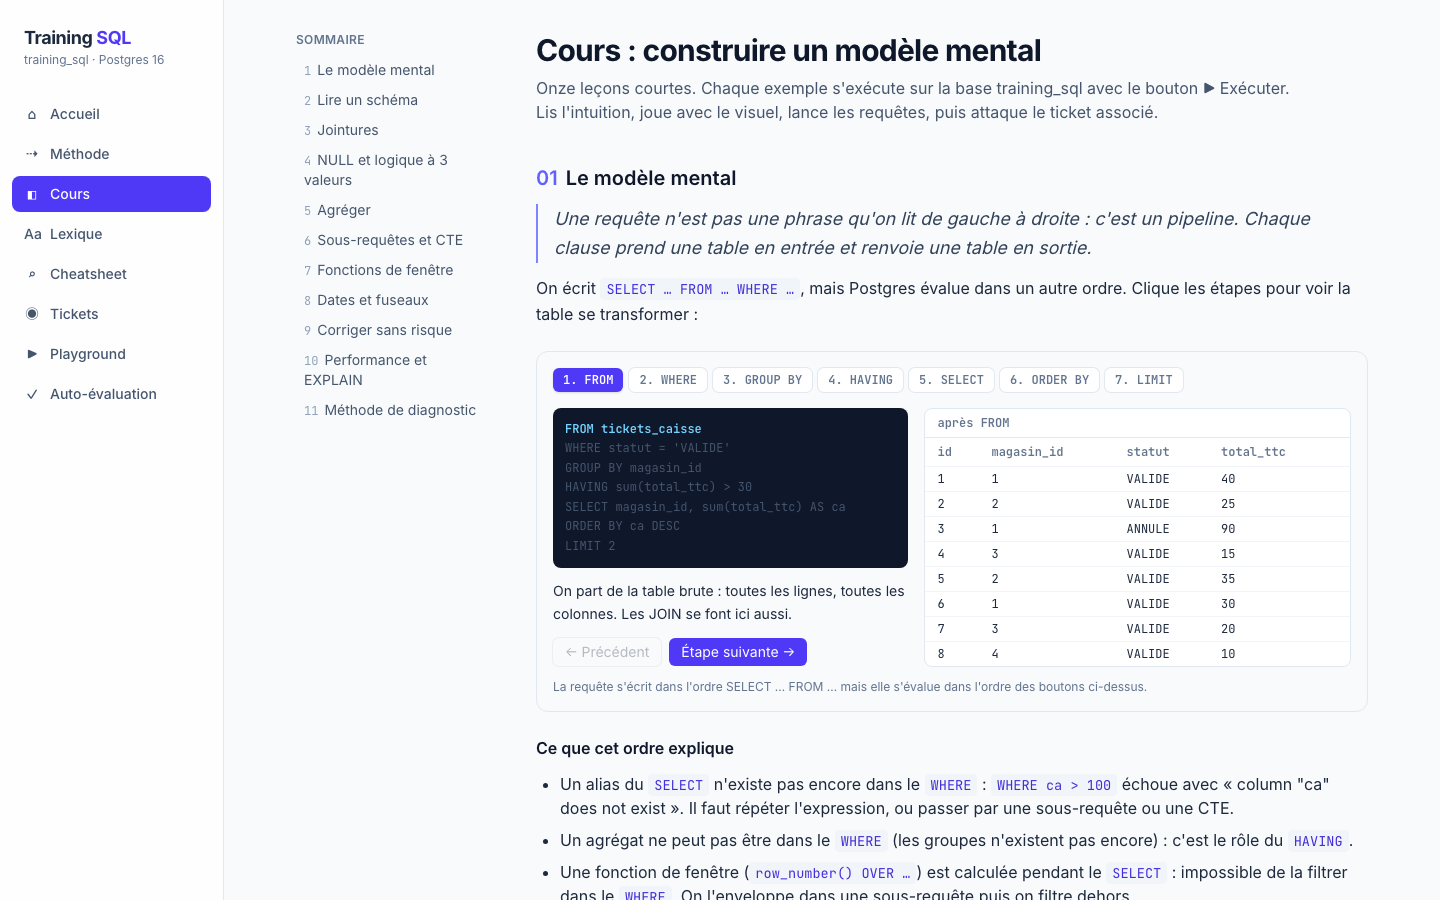 Training SQL
training_sql · Postgres 16
Accueil
Méthode
Cours
Aa Lexique
Cheatsheet
Tickets
Playground
Auto-évaluation
SOMMAIRE
1 Le modèle mental
2 Lire un schéma
3 Jointures
4 NULL et logique à 3
valeurs
5 Agréger
6 Sous-requêtes et CTE
7 Fonctions de fenêtre
8 Dates et fuseaux
9 Corriger sans risque
10 Performance et
EXPLAIN
11 Méthode de diagnostic
Cours : construire un modèle mental
Onze leçons courtes. Chaque exemple s'exécute sur la base training_sql avec le bouton ▶ Exécuter.
Lis l'intuition, joue avec le visuel, lance les requêtes, puis attaque le ticket associé.
01 Le modèle mental
Une requête n'est pas une phrase qu'on lit de gauche à droite : c'est un pipeline. Chaque
clause prend une table en entrée et renvoie une table en sortie.
On écrit SELECT … FROM … WHERE …, mais Postgres évalue dans un autre ordre. Clique les étapes pour voir la
table se transformer :
1. FROM 2. WHERE 3. GROUP BY 4. HAVING 5. SELECT 6. ORDER BY 7. LIMIT
FROM tickets_caisse
WHERE statut = 'VALIDE'
GROUP BY magasin_id
HAVING sum(total_ttc) > 30
SELECT magasin_id, sum(total_ttc) AS ca
ORDER BY ca DESC
LIMIT 2
On part de la table brute : toutes les lignes, toutes les
colonnes. Les JOIN se font ici aussi.
← Précédent Étape suivante →
après FROM
id magasin_id statut total_ttc
1 1 VALIDE 40
2 2 VALIDE 25
3 1 ANNULE 90
4 3 VALIDE 15
5 2 VALIDE 35
6 1 VALIDE 30
7 3 VALIDE 20
8 4 VALIDE 10
La requête s'écrit dans l'ordre SELECT … FROM … mais elle s'évalue dans l'ordre des boutons ci-dessus.
Ce que cet ordre explique
• Un alias du SELECT n'existe pas encore dans le WHERE : WHERE ca > 100 échoue avec « column "ca"
does not exist ». Il faut répéter l'expression, ou passer par une sous-requête ou une CTE.
• Un agrégat ne peut pas être dans le WHERE (les groupes n'existent pas encore) : c'est le rôle du HAVING.
• Une fonction de fenêtre (row_number() OVER …) est calculée pendant le SELECT : impossible de la filtrer
dans le WHERE. On l'enveloppe dans une sous-requête puis on filtre dehors.